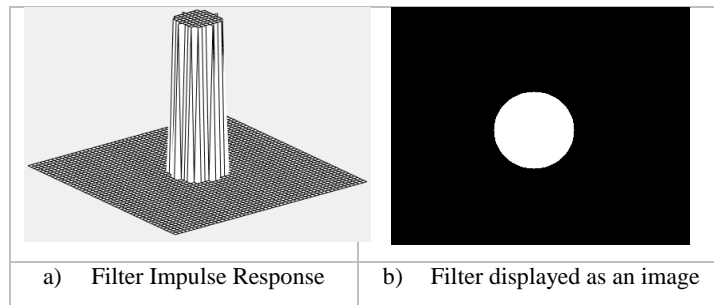 a) Filter Impulse Response
b) Filter displayed as an image